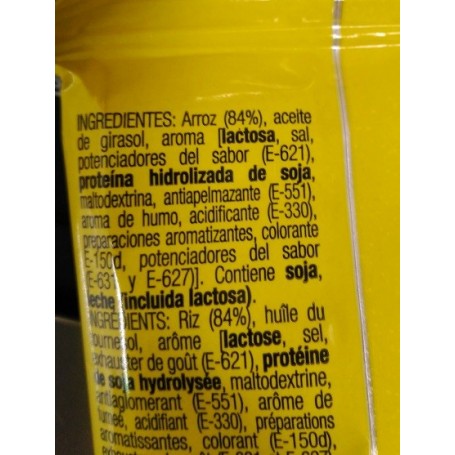 INGREDIENTES: Arroz (84%), aceite
de girasol, aroma [lactosa, sal,
potenciadores del sabor (E-621),
proteína hidrolizada de soja,
maltodextrina, antiapelmazante (E-551),
aroma de humo, acidificante (E-330),
preparaciones aromatizantes, colorante
E-150d, potenciadores del sabor
(E-631 y E-627)]. Contiene soja,
leche (incluida lactosa).
INGREDIENTS: Riz (84%), huile du
tournesol, arôme [lactose, sel,
exhauster de goût (E-621), protéine
de soja hydrolysée, maltodextrine,
antiaglomerant (E-551), arôme de
fumée, acidifiant (E-330), préparations
aromatissantes, colorant (E-150d),